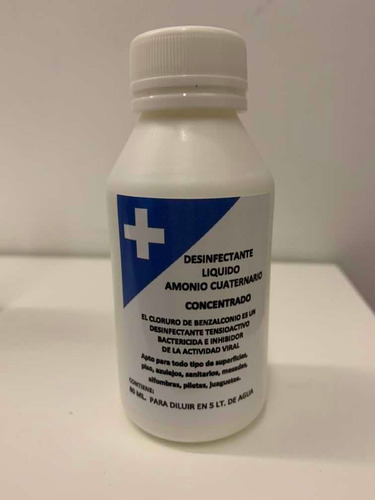 DESINFECTANTE
LIQUIDO
AMONIO CUATERNARIO
CONCENTRADO
EL CLORURO DE BENZALCONIO ES UN
DESINFECTANTE TENSIOACTIVO
BACTERICIDA E INHIBIDOR
DE LA ACTIVIDAD VIRAL
Apto para todo tipo de superficies,
piso, azulejos, sanitarios, mesadas,
alfombras, piletas, juaguetes.
CONTIENE:
80 ML. PARA DILUIR EN 5 LT. DE AGUA